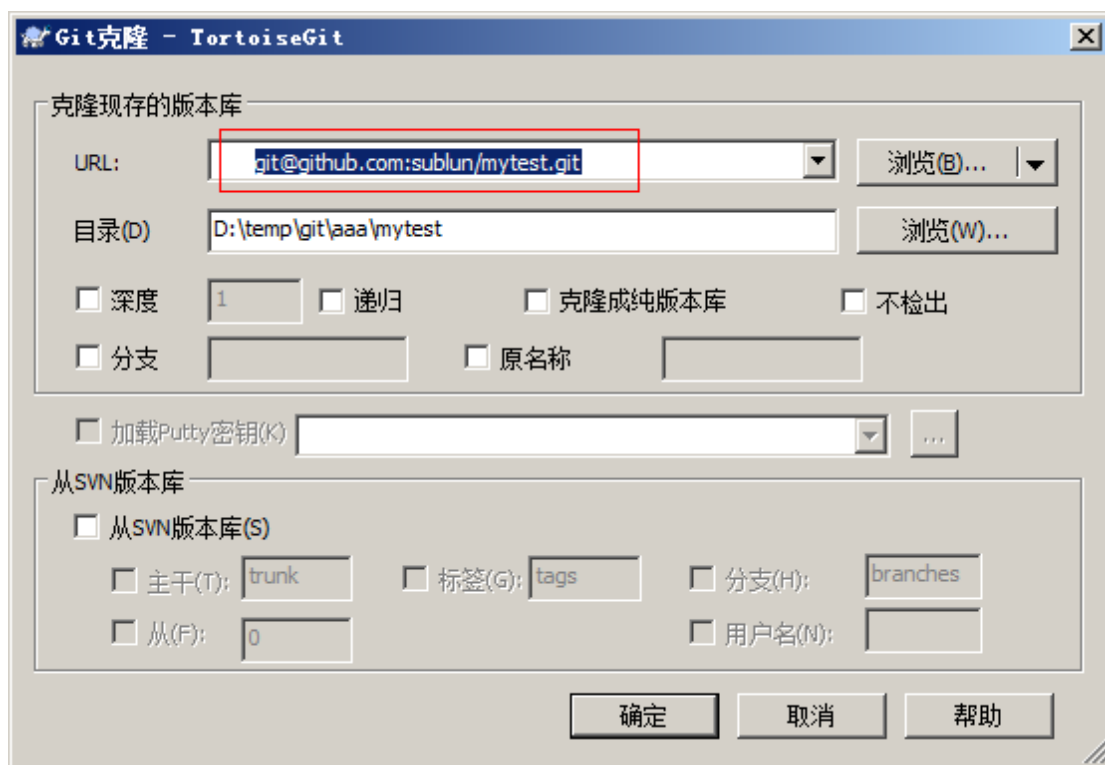 Git克隆 - TortoiseGit
克隆现存的版本库
URL: git@github.com:sublun/mytest.git 浏览(B)...
目录(D) D:\temp\git\aaa\mytest 浏览(W)...
深度 1 递归 克隆成纯版本库 不检出
分支 原名称
加载Putty密钥(K) ...
从SVN版本库
从SVN版本库(S)
主干(T): trunk 标签(G): tags 分支(H): branches
从(F): 0 用户名(N):
确定 取消 帮助